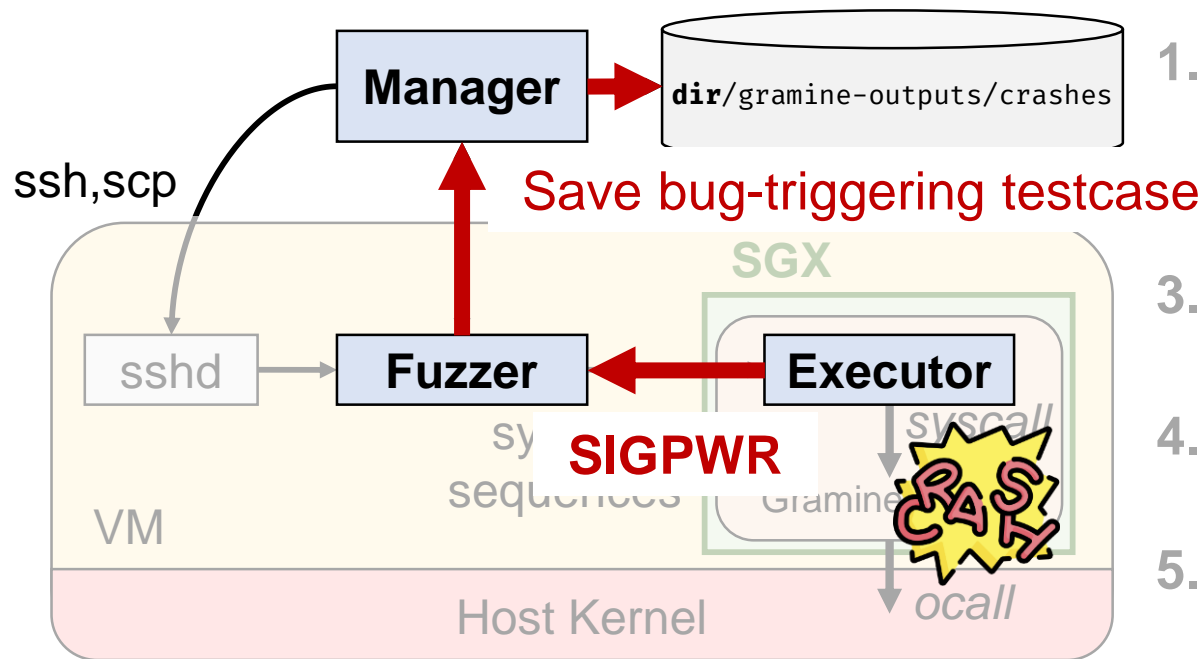 Manager
dir/gramine-outputs/crashes
1.
ssh,scp
Save bug-triggering testcase
SGX
3.
sshd
Fuzzer
Executor
syscall
SIGPWR
4.
sequences
Gramine
CRASH
VM
5.
ocall
Host Kernel